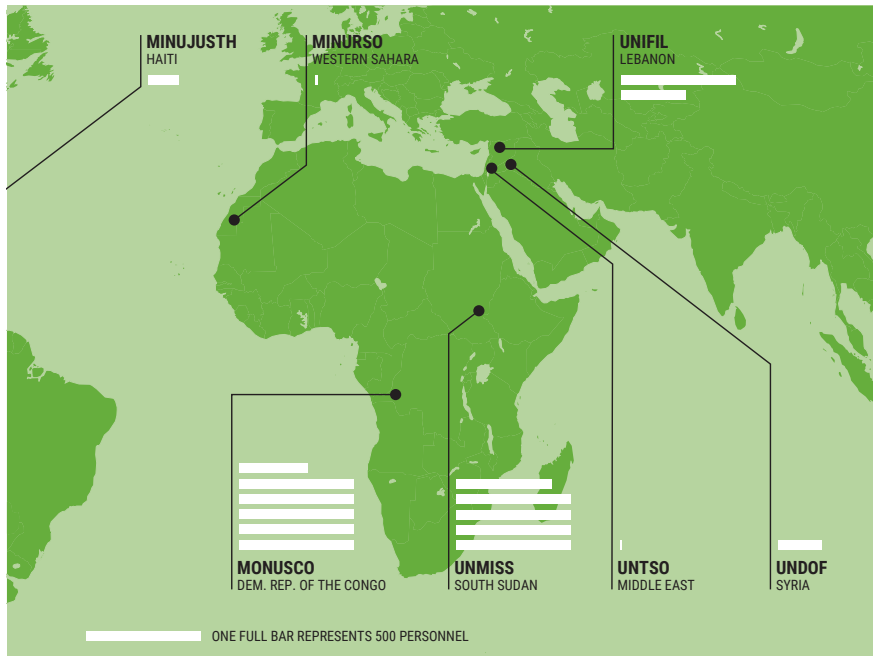 MINUJUSTH
HAITI
MINURSO
WESTERN SAHARA
UNIFIL
LEBANON
MONUSCO
DEM. REP. OF THE CONGO
UNMISS
SOUTH SUDAN
UNTSO
MIDDLE EAST
UNDOF
SYRIA
ONE FULL BAR REPRESENTS 500 PERSONNEL